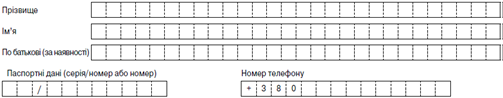 Прізвище
Ім'я
По батькові (за наявності)
Паспортні дані (серія/номер або номер) Номер телефону
/ + 3 8 0